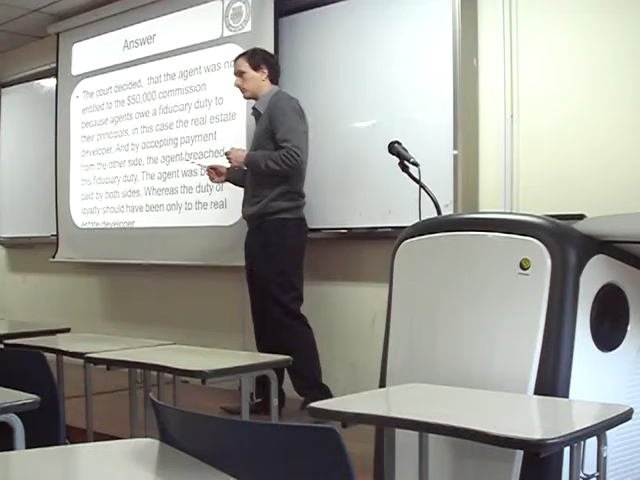 Answer
• The court decided, that the agent was no
entitled to the $50,000 commission
because agents owe a fiduciary duty to
their principals, in this case the real estate
developer. And by accepting payment
from the other side, the agent breached
this fiduciary duty. The agent was
paid by both sides. Whereas the duty of
loyalty should have been only to the real
estate developer